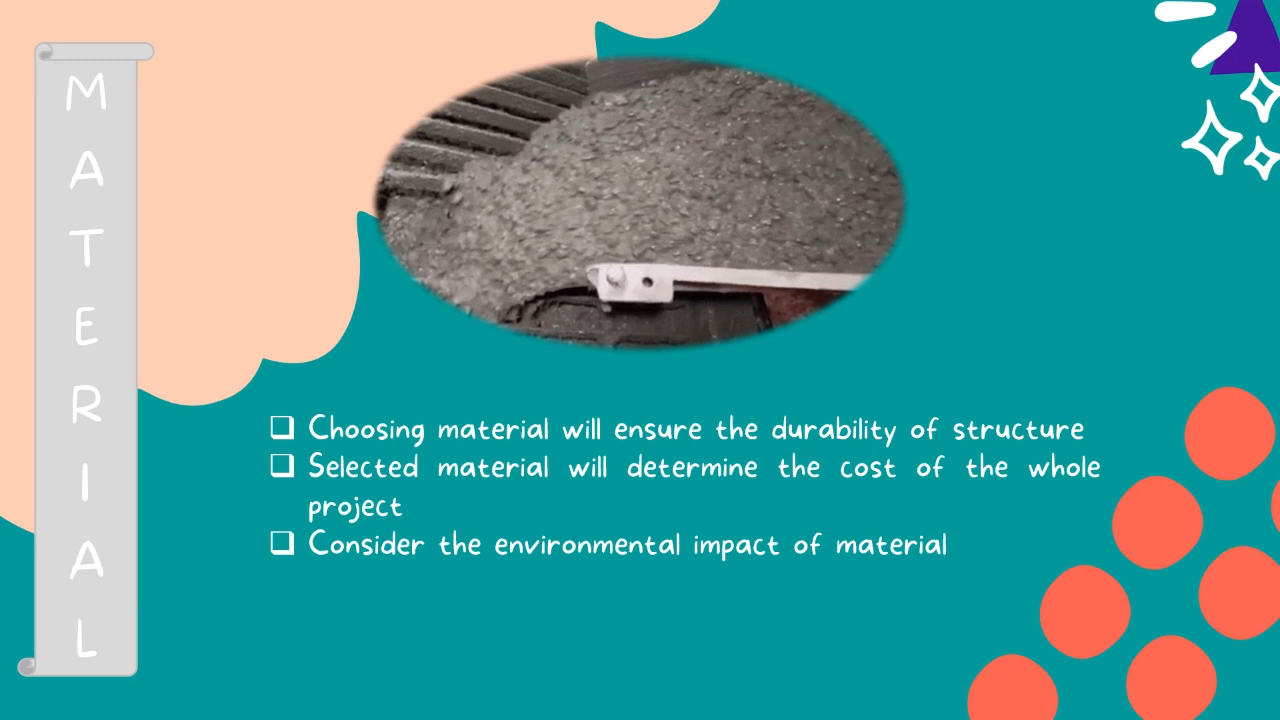 MATERIAL
❑ Choosing material will ensure the durability of structure
❑ Selected material will determine the cost of the whole
project
❑ Consider the environmental impact of material